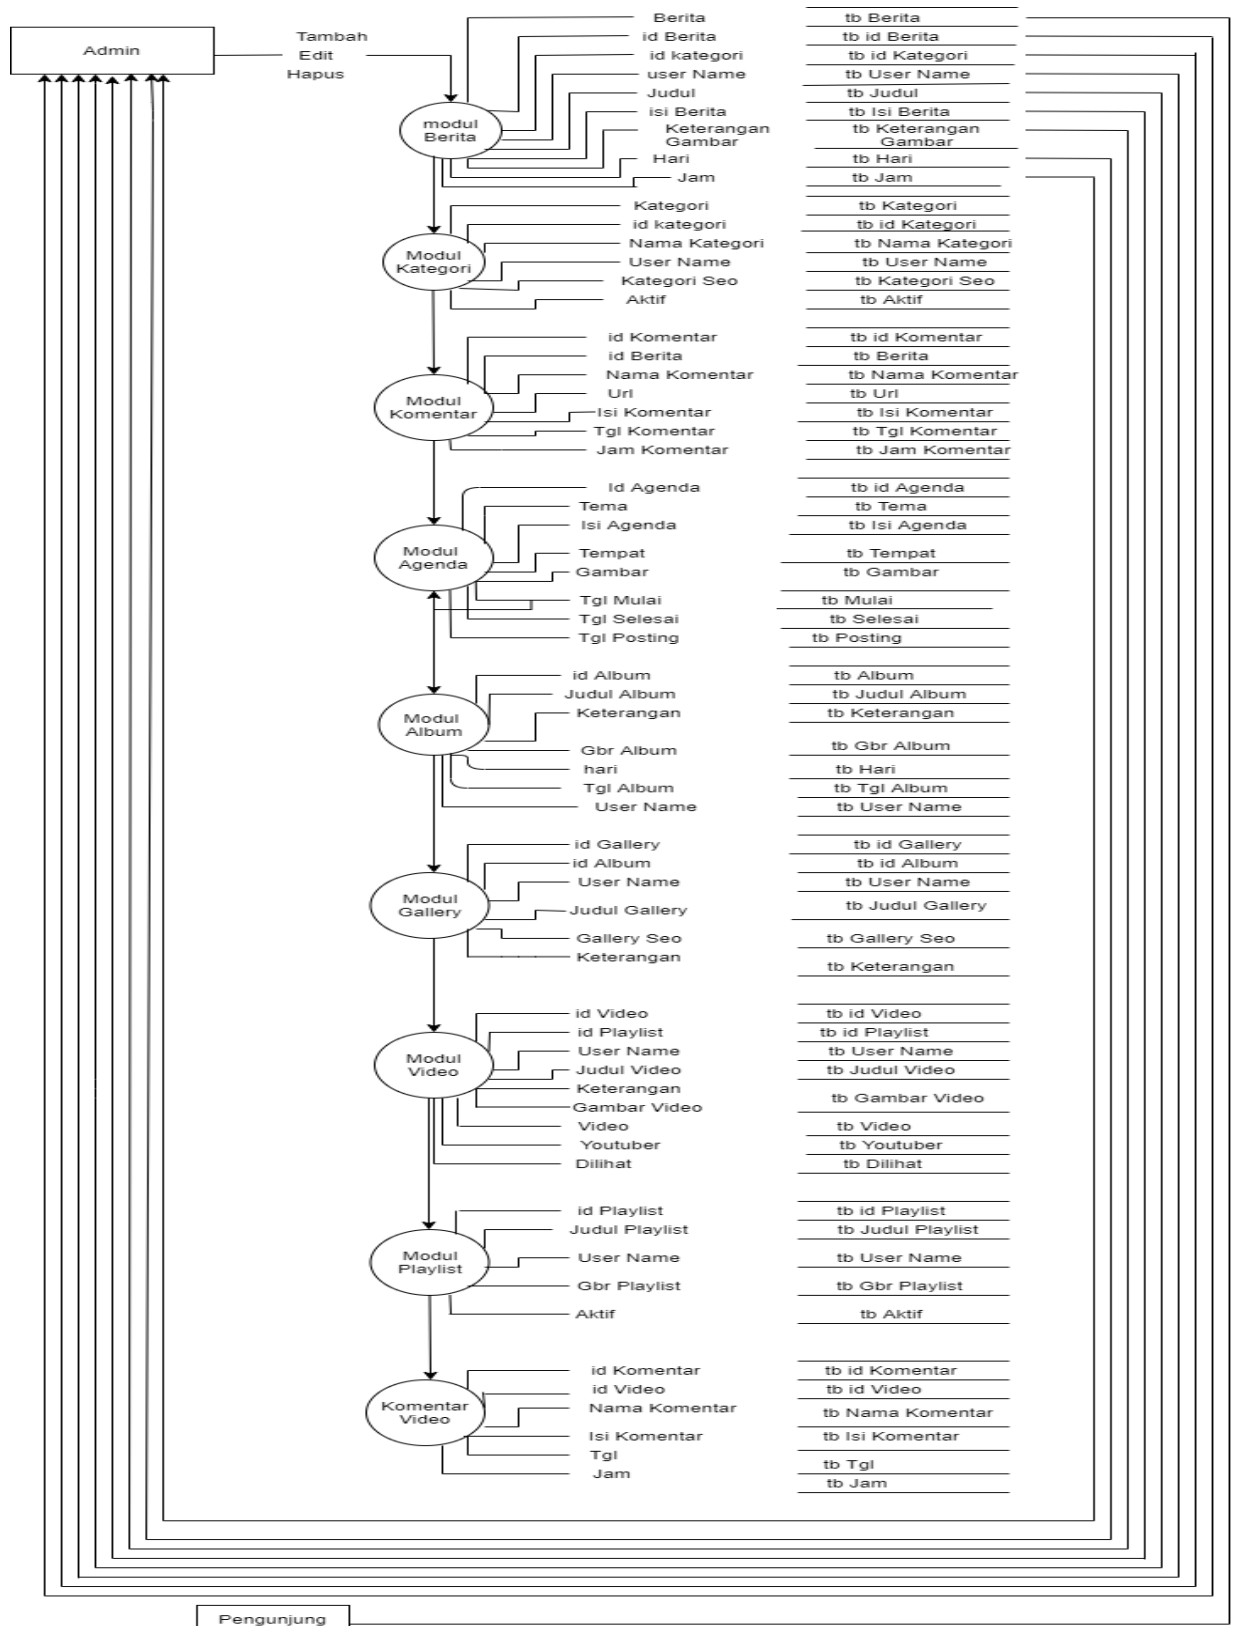 Admin
Tambah
Edit
Hapus
modul
Berita
Berita
tb Berita
id Berita
tb id Berita
id kategori
tb id Kategori
user Name
tb User Name
Judul
tb Judul
isi Berita
tb Isi Berita
Keterangan
Gambar
tb Keterangan
Gambar
Hari
tb Hari
Jam
tb Jam
Modul
Kategori
Kategori
tb Kategori
id kategori
tb id Kategori
Nama Kategori
tb Nama Kategori
User Name
tb User Name
Kategori Seo
tb Kategori Seo
Aktif
tb Aktif
Modul
Komentar
id Komentar
tb id Komentar
id Berita
tb Berita
Nama Komentar
tb Nama Komentar
Url
tb Url
Isi Komentar
tb Isi Komentar
Tgl Komentar
tb Tgl Komentar
Jam Komentar
tb Jam Komentar
Modul
Agenda
Id Agenda
tb id Agenda
Tema
tb Tema
Isi Agenda
tb Isi Agenda
Tempat
tb Tempat
Gambar
tb Gambar
Tgl Mulai
tb Mulai
Tgl Selesai
tb Selesai
Tgl Posting
tb Posting
Modul
Album
id Album
tb Album
Judul Album
tb Judul Album
Keterangan
tb Keterangan
Gbr Album
tb Gbr Album
hari
tb Hari
Tgl Album
tb Tgl Album
User Name
tb User Name
Modul
Gallery
id Gallery
tb id Gallery
id Album
tb id Album
User Name
tb User Name
Judul Gallery
tb Judul Gallery
Gallery Seo
tb Gallery Seo
Keterangan
tb Keterangan
Modul
Video
id Video
tb id Video
id Playlist
tb id Playlist
User Name
tb User Name
Judul Video
tb Judul Video
Keterangan
Gambar Video
tb Gambar Video
Video
tb Video
Youtuber
tb Youtuber
Dilihat
tb Dilihat
Modul
Playlist
id Playlist
tb id Playlist
Judul Playlist
tb Judul Playlist
User Name
tb User Name
Gbr Playlist
tb Gbr Playlist
Aktif
tb Aktif
Komentar
Video
id Komentar
tb id Komentar
id Video
tb id Video
Nama Komentar
tb Nama Komentar
Isi Komentar
tb Isi Komentar
Tgl
tb Tgl
Jam
tb Jam
Pengunjung